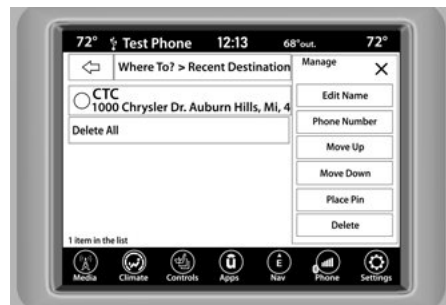 72° Test Phone 12:13 68°out. 72°
Where To? > Recent Destination
Manage X
CTC
1000 Chrysler Dr. Auburn Hills, Mi, 4
Delete All
Edit Name
Phone Number
Move Up
Move Down
Place Pin
Delete
1 item in the list
Media Climate Controls Apps Nav Phone Settings